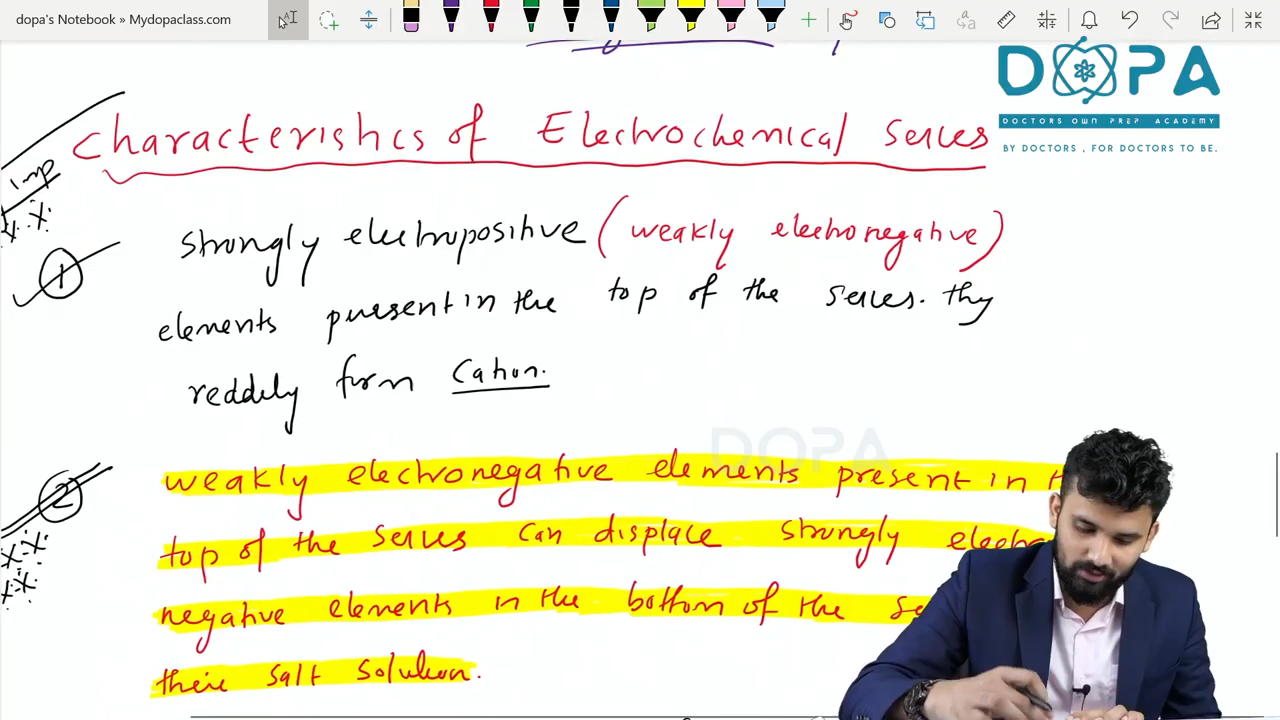 dopa's Notebook » Mydopaclass.com
DOPA
DOCTORS OWN PREP ACADEMY
BY DOCTORS , FOR DOCTORS TO BE.
Characteristics of Electrochemical Series
imp
1 strongly electropositive (weakly electronegative)
elements present in the top of the series. they
reddily form Cation.
DOPA
2 weakly electronegative elements present in
top of the series can displace strongly electro
negative elements in the bottom of the se
their salt solution.